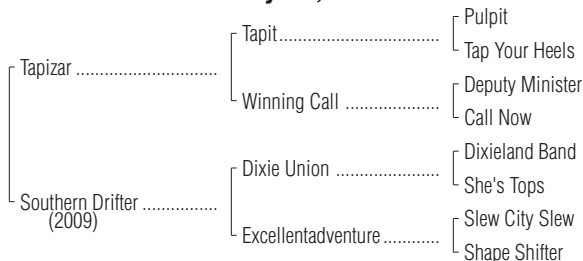 Pulpit
Tapit
Tap Your Heels
Tapizar
Deputy Minister
Winning Call
Call Now
Dixieland Band
Dixie Union
She's Tops
Southern Drifter
(2009)
Slew City Slew
Excellentadventure
Shape Shifter